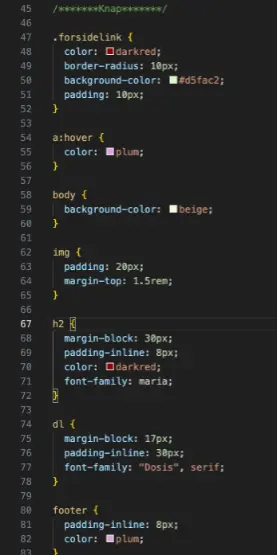 45 /*******Knap*******/
46
47 .forsidelink {
48 color: darkred;
49 border-radius: 10px;
50 background-color: #d5fac2;
51 padding: 10px;
52 }
53
54 a:hover {
55 color: plum;
56 }
57
58 body {
59 background-color: beige;
60 }
61
62 img {
63 padding: 20px;
64 margin-top: 1.5rem;
65 }
66
67 h2 {
68 margin-block: 30px;
69 padding-inline: 8px;
70 color: darkred;
71 font-family: maria;
72 }
73
74 dl {
75 margin-block: 17px;
76 padding-inline: 30px;
77 font-family: "Dosis", serif;
78 }
79
80 footer {
81 padding-inline: 8px;
82 color: plum;
83 }